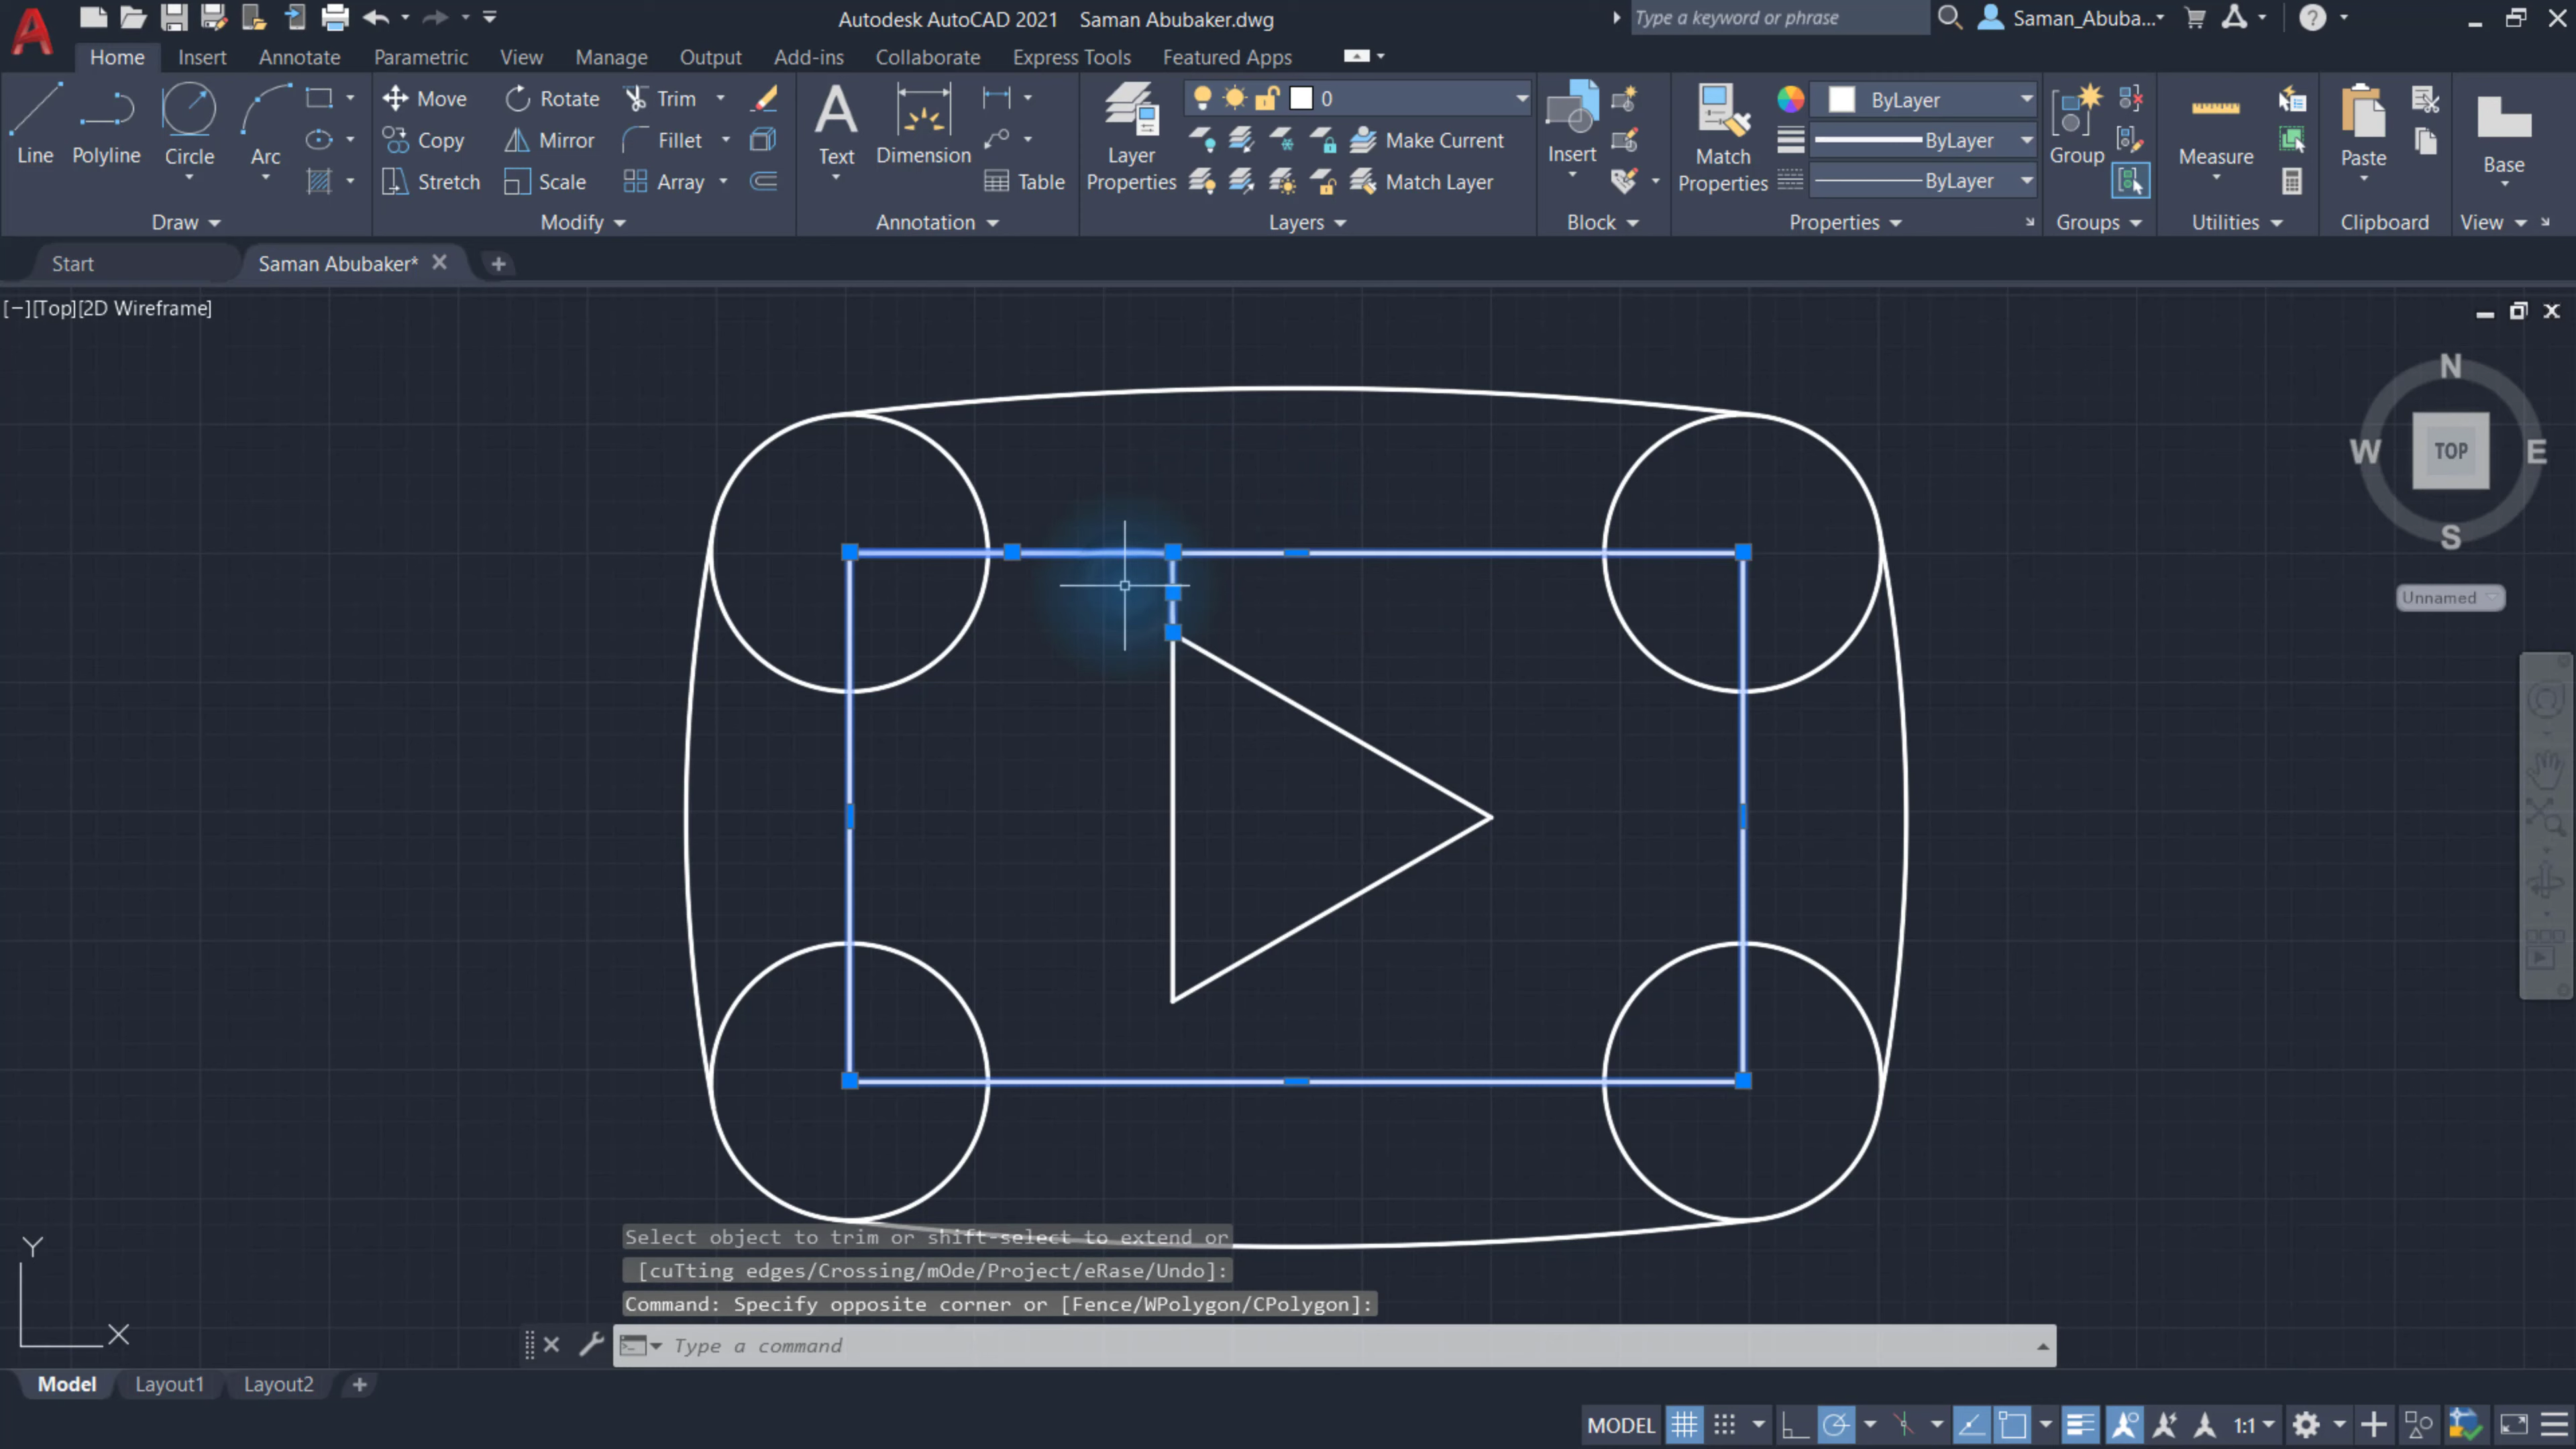 Autodesk AutoCAD 2021 Saman Abubaker.dwg
Type a keyword or phrase
Saman_Abuba...
Home Insert Annotate Parametric View Manage Output Add-ins Collaborate Express Tools Featured Apps
Line Polyline Circle Arc
Draw
Move Rotate Trim
Copy Mirror Fillet
Stretch Scale Array
Modify
Text Dimension
Table
Annotation
Layer
Properties
0
Make Current
Match Layer
Layers
Insert
Block
Match
Properties
ByLayer
ByLayer
ByLayer
Properties
Group
Groups
Measure
Utilities
Paste
Clipboard
Base
View
Start Saman Abubaker*
[−][Top][2D Wireframe]
N
W TOP E
S
Unnamed
Y
X
Select object to trim or shift-select to extend or
[cuTting edges/Crossing/mOde/Project/eRase/Undo]:
Command: Specify opposite corner or [Fence/WPolygon/CPolygon]:
Type a command
Model Layout1 Layout2
MODEL 1:1